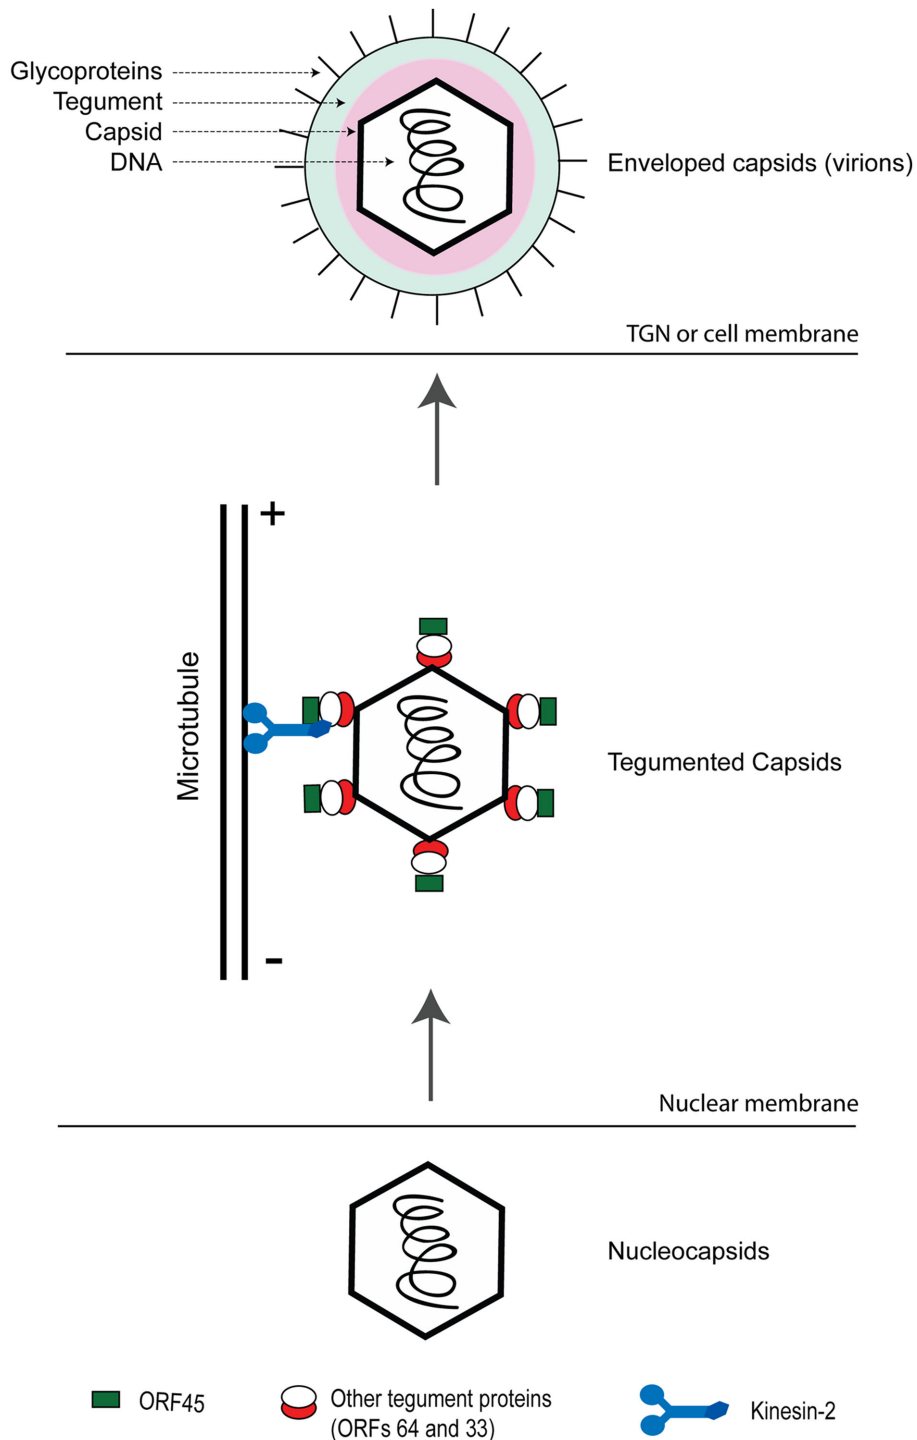 Glycoproteins
Tegument
Capsid
DNA
Enveloped capsids (virions)
TGN or cell membrane
+
Microtubule
Tegumented Capsids
-
Nuclear membrane
Nucleocapsids
ORF45
Other tegument proteins
(ORFs 64 and 33)
Kinesin-2